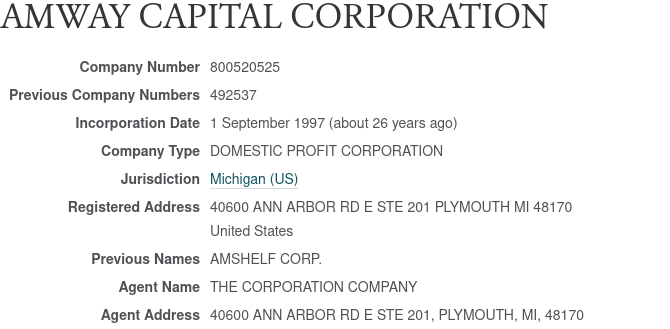 AMWAY CAPITAL CORPORATION
Company Number 800520525
Previous Company Numbers 492537
Incorporation Date 1 September 1997 (about 26 years ago)
Company Type DOMESTIC PROFIT CORPORATION
Jurisdiction Michigan (US)
Registered Address 40600 ANN ARBOR RD E STE 201 PLYMOUTH MI 48170
United States
Previous Names AMSHELF CORP.
Agent Name THE CORPORATION COMPANY
Agent Address 40600 ANN ARBOR RD E STE 201, PLYMOUTH, MI, 48170